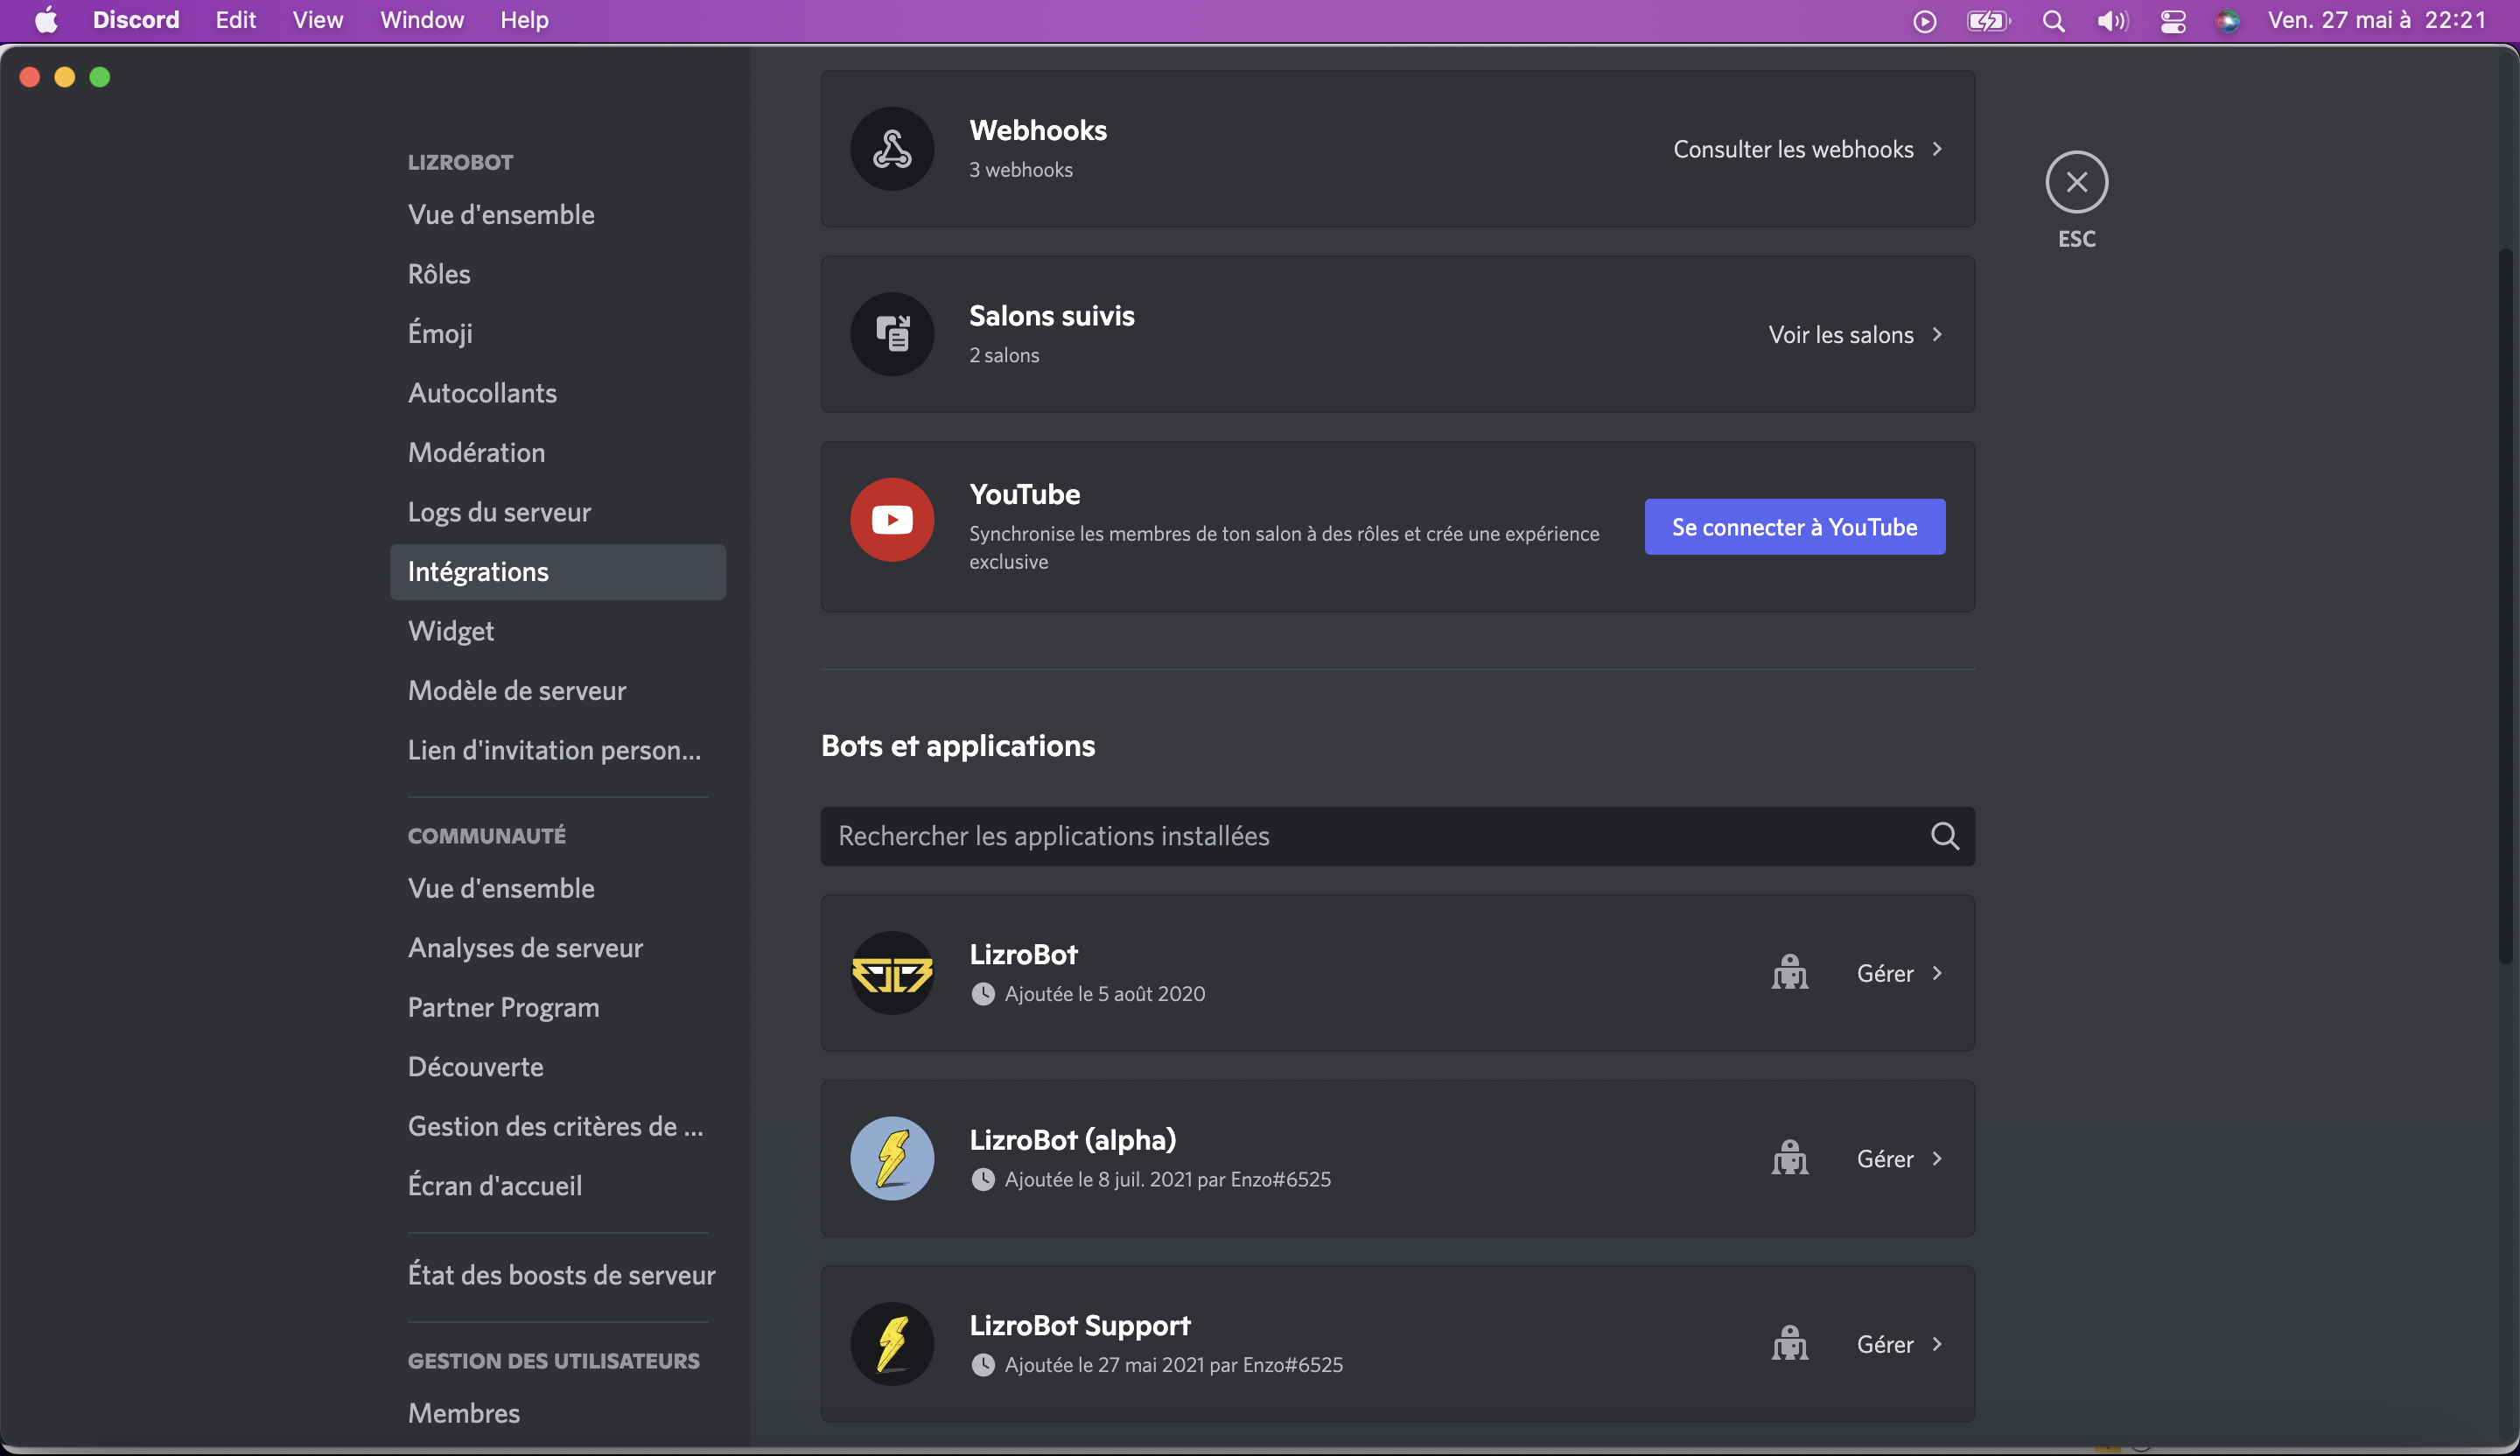 Discord Edit View Window Help Ven. 27 mai à 22:21
LIZROBOT
Vue d'ensemble
Rôles
Émoji
Autocollants
Modération
Logs du serveur
Intégrations
Widget
Modèle de serveur
Lien d'invitation person...
COMMUNAUTÉ
Vue d'ensemble
Analyses de serveur
Partner Program
Découverte
Gestion des critères de ...
Écran d'accueil
État des boosts de serveur
GESTION DES UTILISATEURS
Membres
Webhooks
3 webhooks
Consulter les webhooks
Salons suivis
2 salons
Voir les salons
YouTube
Synchronise les membres de ton salon à des rôles et crée une expérience
exclusive
Se connecter à YouTube
Bots et applications
Rechercher les applications installées
LizroBot
Ajoutée le 5 août 2020
Gérer
LizroBot (alpha)
Ajoutée le 8 juil. 2021 par Enzo#6525
Gérer
LizroBot Support
Ajoutée le 27 mai 2021 par Enzo#6525
Gérer
ESC